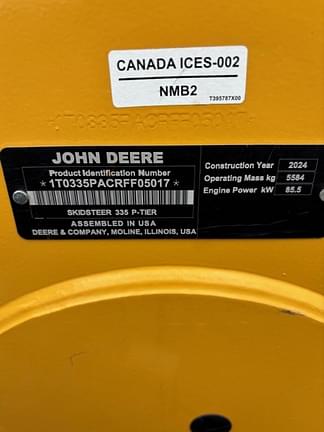 CANADA ICES-002
NMB2
T395787X00
1T0335PACRFF05017
JOHN DEERE
Product Identification Number
*1T0335PACRFF05017*
SKIDSTEER 335 P-TIER
ASSEMBLED IN USA
DEERE & COMPANY, MOLINE, ILLINOIS, USA
Construction Year 2024
Operating Mass kg 5584
Engine Power kW 85.5